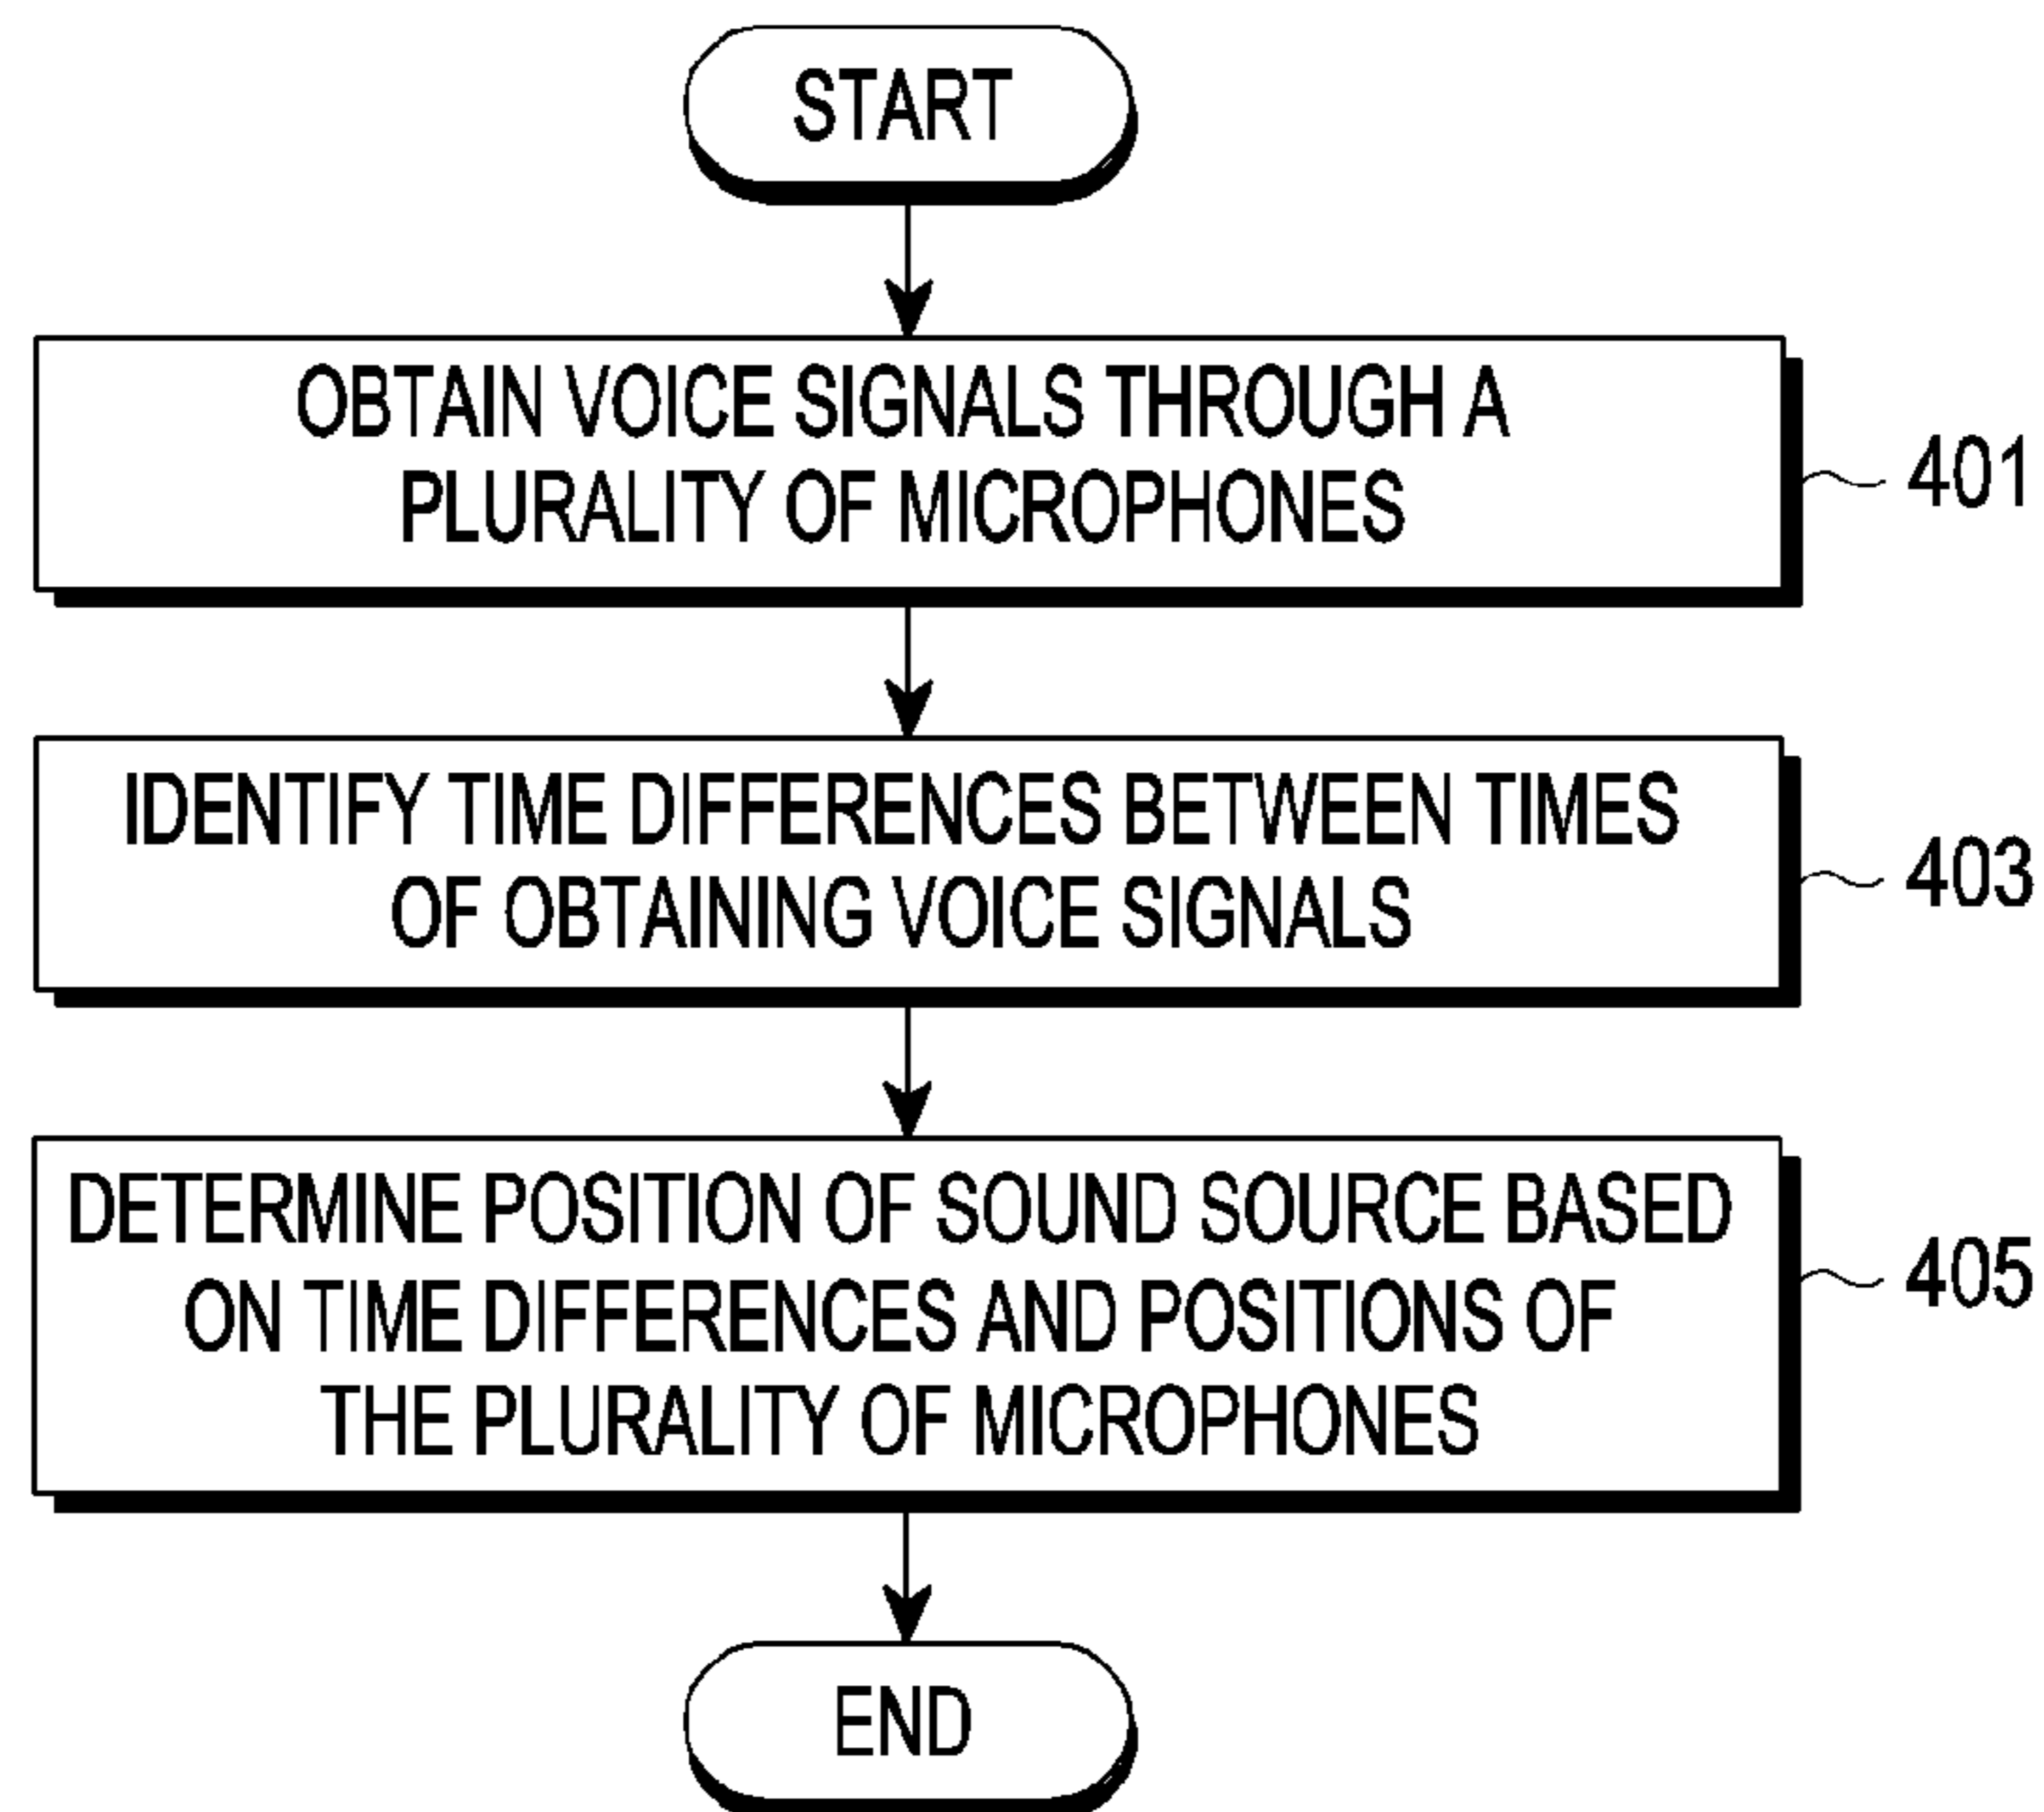 START
OBTAIN VOICE SIGNALS THROUGH A
PLURALITY OF MICROPHONES
401
IDENTIFY TIME DIFFERENCES BETWEEN TIMES
OF OBTAINING VOICE SIGNALS
403
DETERMINE POSITION OF SOUND SOURCE BASED
ON TIME DIFFERENCES AND POSITIONS OF
THE PLURALITY OF MICROPHONES
405
END